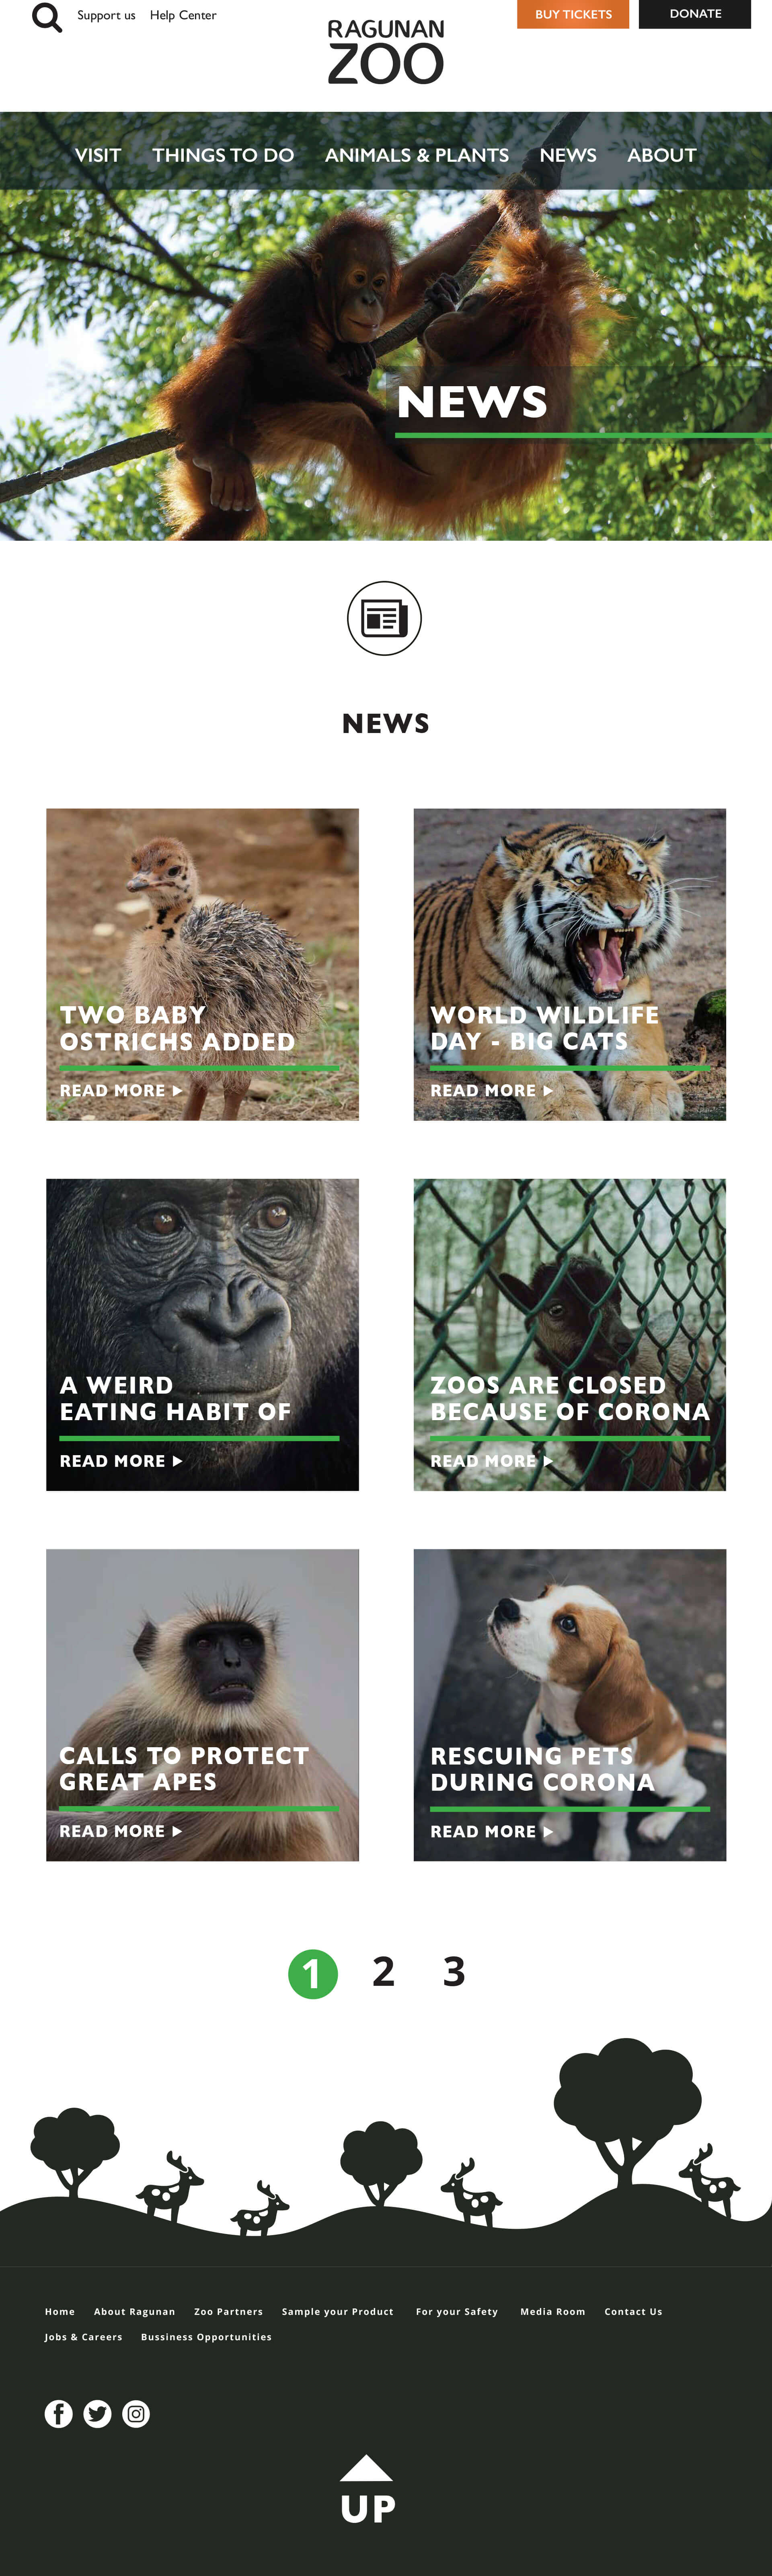 Support us
Help Center
RAGUNAN
ZOO
BUY TICKETS
DONATE
VISIT
THINGS TO DO
ANIMALS & PLANTS
NEWS
ABOUT
NEWS
NEWS
TWO BABY
OSTRICHS ADDED
READ MORE
WORLD WILDLIFE
DAY - BIG CATS
READ MORE
A WEIRD
EATING HABIT OF
READ MORE
ZOOS ARE CLOSED
BECAUSE OF CORONA
READ MORE
CALLS TO PROTECT
GREAT APES
READ MORE
RESCUING PETS
DURING CORONA
READ MORE
1 2 3
Home About Ragunan Zoo Partners Sample your Product For your Safety Media Room Contact Us
Jobs & Careers Bussiness Opportunities
UP